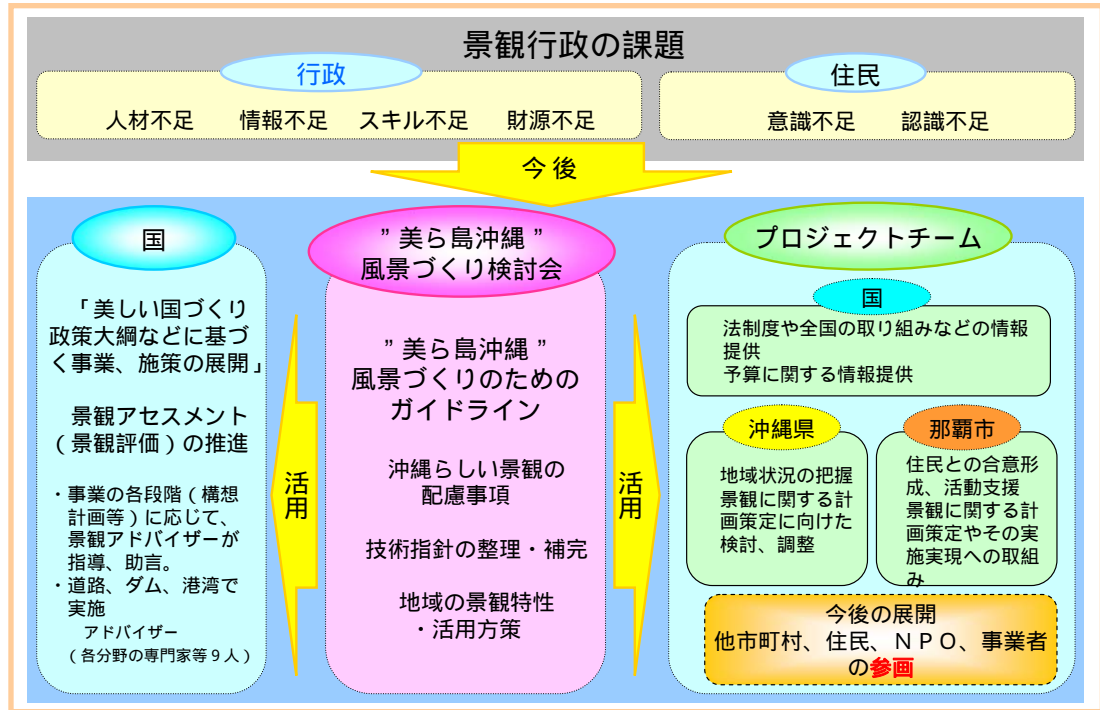 景観行政の課題
行政
人材不足 情報不足 スキル不足 財源不足
住民
意識不足 認識不足
今後
国
「美しい国づくり
政策大綱などに基づ
く事業、施策の展開」
景観アセスメント
(景観評価)の推進
・事業の各段階(構想
計画等)に応じて、
景観アドバイザーが
指導、助言。
・道路、ダム、港湾で
実施
アドバイザー
(各分野の専門家等9人)
活用
”美ら島沖縄”
風景づくり検討会
”美ら島沖縄”
風景づくりのための
ガイドライン
沖縄らしい景観の
配慮事項
技術指針の整理・補完
地域の景観特性
・活用方策
活用
プロジェクトチーム
国
法制度や全国の取り組みなどの情報
提供
予算に関する情報提供
沖縄県
地域状況の把握
景観に関する計
画策定に向けた
検討、調整
那覇市
住民との合意形
成、活動支援
景観に関する計
画策定やその実
施実現への取組
み
今後の展開
他市町村、住民、NPO、事業者
の参画